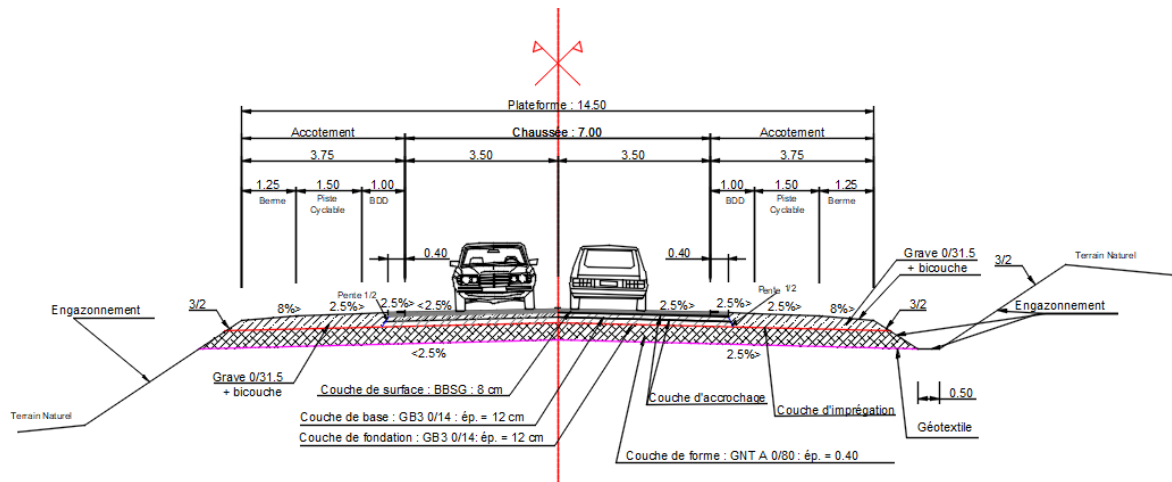 Plateforme : 14.50
Accotement
Chaussée : 7.00
Accotement
3.75
3.50
3.50
3.75
1.25
1.50
1.00
1.00
1.50
1.25
Berme
Piste
Cyclable
BDD
BDD
Piste
Cyclable
Berme
0.40
0.40
Grave 0/31.5
+ bicouche
Terrain Naturel
3/2
Engazonnement
Engazonnement
3/2
8%>
2.5%>
Pente 1/2
2.5%>
<2.5%
2.5%>
2.5%>
Pente 1/2
2.5%>
8%>
3/2
<2.5%
2.5%>
Grave 0/31.5
+ bicouche
Couche de surface : BBSG : 8 cm
Couche d'accrochage
Couche d'imprégation
0.50
Terrain Naturel
Couche de base : GB3 0/14 : ép. = 12 cm
Couche de fondation : GB3 0/14: ép. = 12 cm
Géotextile
Couche de forme : GNT A 0/80 : ép. = 0.40